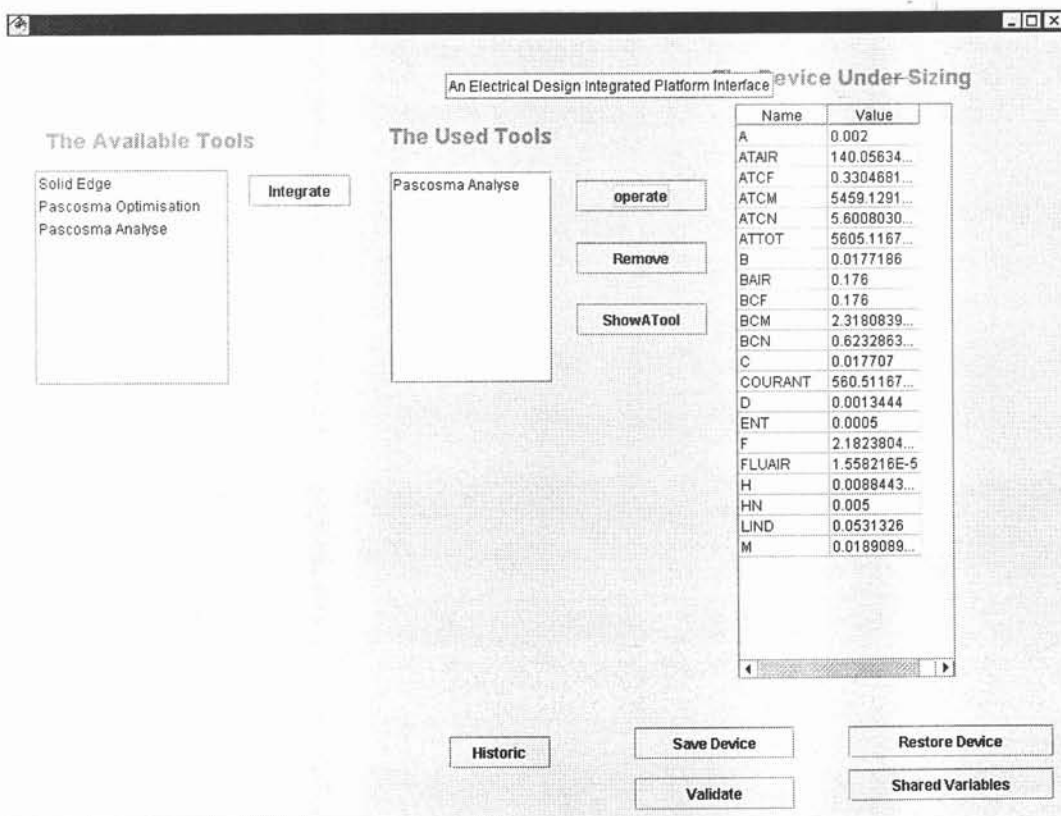 An Electrical Design Integrated Platform Interface
Device Under Sizing
The Available Tools
Solid Edge
Pascosma Optimisation
Pascosma Analyse
Integrate
The Used Tools
Pascosma Analyse
operate
Remove
ShowATool
Name Value
A 0.002
ATAIR 140.05634...
ATCF 0.3304681...
ATCM 5459.1291...
ATCN 5.6008030...
ATTOT 5605.1167...
B 0.0177186
BAIR 0.176
BCF 0.176
BCM 2.3180839...
BCN 0.6232863...
C 0.017707
COURANT 560.51167...
D 0.0013444
ENT 0.0005
F 2.1823804...
FLUAIR 1.558216E-5
H 0.0088443...
HN 0.005
LIND 0.0531326
M 0.0189089...
Historic
Save Device
Restore Device
Validate
Shared Variables